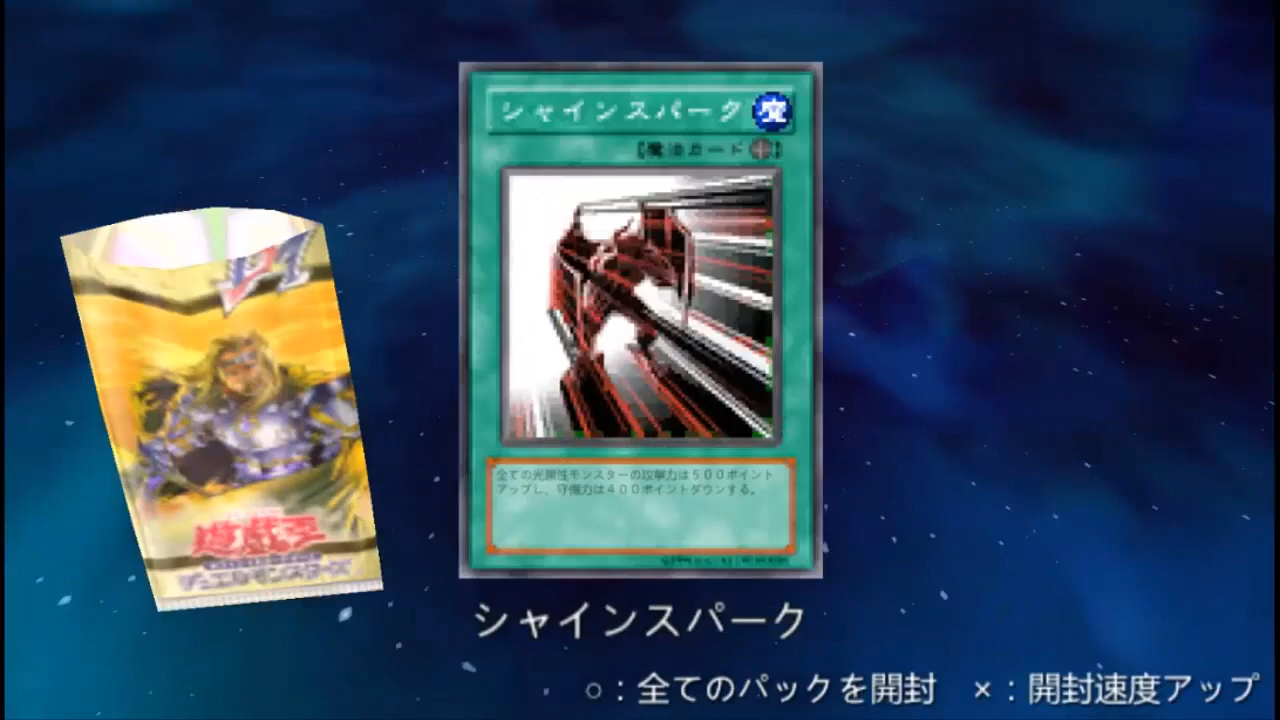 シャインスパーク
【魔法カード】
全ての光属性モンスターの攻撃力は５００ポイント
アップし、守備力は４００ポイントダウンする。
P1
遊戯王
デュエルモンスターズ
シャインスパーク
○：全てのパックを開封　×：開封速度アップ